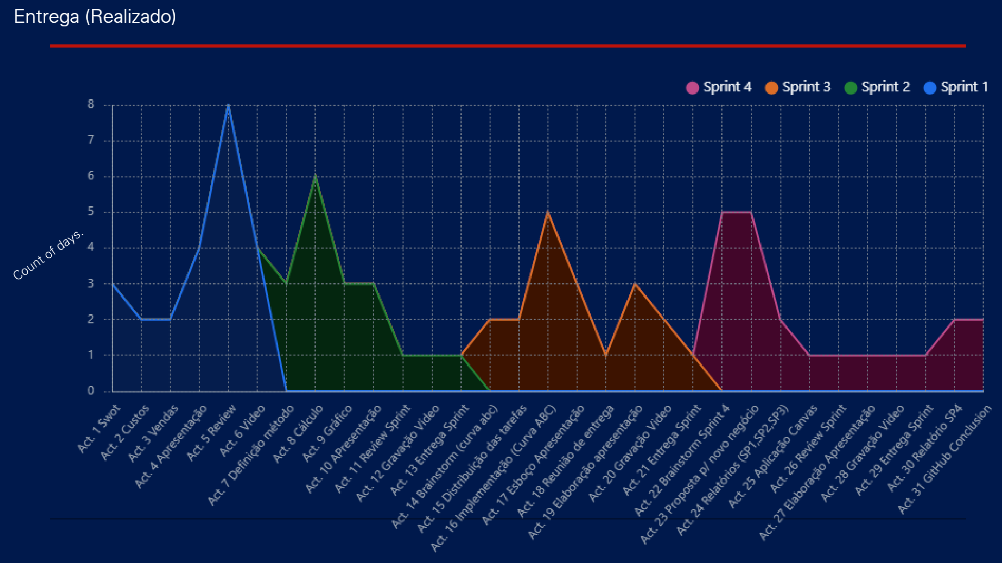 Entrega (Realizado)
Sprint 4
Sprint 3
Sprint 2
Sprint 1
8
7
6
5
4
3
2
1
0
Count of days.
Act. 1 Swot
Act. 2 Custos
Act. 3 Vendas
Act. 4 Apresentação
Act. 5 Review
Act. 6 Vídeo
Act. 7 Definição método
Act. 8 Cálculo
Act. 9 Gráfico
Act. 10 APresentação
Act. 11 Review Sprint
Act. 12 Gravação Vídeo
Act. 13 Entrega Sprint
Act. 14 Brainstorm (curva abc)
Act. 15 Distribuição das tarefas
Act. 16 Implementação (Curva ABC)
Act. 17 Esboço Apresentação
Act. 18 Reunião de entrega
Act. 19 Elaboração apresentação
Act. 20 Gravação Vídeo
Act. 21 Entrega Sprint
Act. 22 Brainstorm Sprint 4
Act. 23 Proposta p/ novo negócio
Act. 24 Relatórios (SP1,SP2,SP3)
Act. 25 Aplicação Canvas
Act. 26 Review Sprint
Act. 27 Elaboração Apresentação
Act. 28 Gravação Vídeo
Act. 29 Entrega Sprint
Act. 30 Relatório SP4
Act. 31 GitHub Conclusion